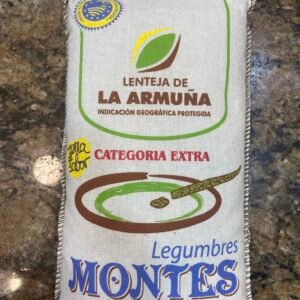 LENTEJA DE
LA ARMUÑA
INDICACIÓN GEOGRÁFICA PROTEGIDA
CATEGORIA EXTRA
Legumbres
MONTES